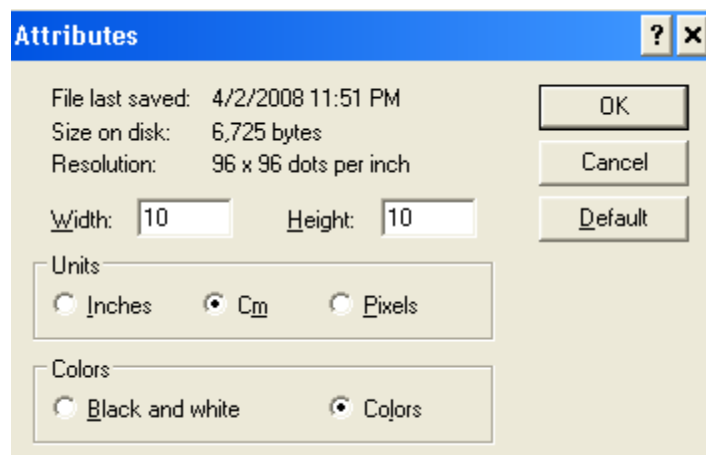 Attributes
File last saved: 4/2/2008 11:51 PM
Size on disk: 6,725 bytes
Resolution: 96 x 96 dots per inch
Width: 10 Height: 10
Units
Inches Cm Pixels
Colors
Black and white Colors
? ×
OK
Cancel
Default